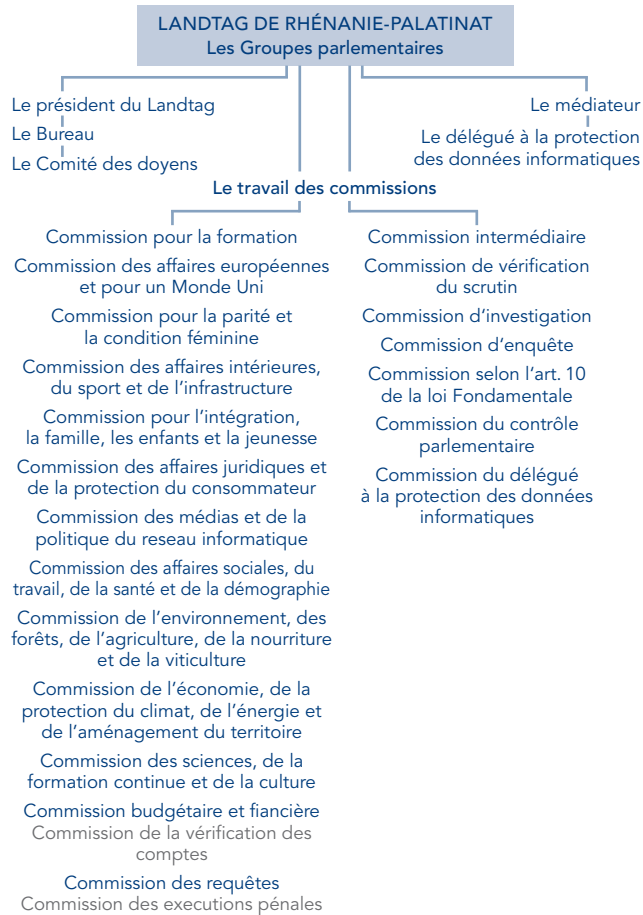 LANDTAG DE RHÉNANIE-PALATINAT
Les Groupes parlementaires
Le président du Landtag
Le Bureau
Le Comité des doyens
Le médiateur
Le délégué à la protection
des données informatiques
Le travail des commissions
Commission pour la formation
Commission des affaires européennes
et pour un Monde Uni
Commission pour la parité et
la condition féminine
Commission des affaires intérieures,
du sport et de l'infrastructure
Commission pour l'intégration,
la famille, les enfants et la jeunesse
Commission des affaires juridiques et
de la protection du consommateur
Commission des médias et de la
politique du reseau informatique
Commission des affaires sociales, du
travail, de la santé et de la démographie
Commission de l'environnement, des
forêts, de l'agriculture, de la nourriture
et de la viticulture
Commission de l'économie, de la
protection du climat, de l'énergie et
de l'aménagement du territoire
Commission des sciences, de la
formation continue et de la culture
Commission budgétaire et fiancière
Commission de la vérification des
comptes
Commission des requêtes
Commission des executions pénales
Commission intermédiaire
Commission de vérification
du scrutin
Commission d'investigation
Commission d'enquête
Commission selon l'art. 10
de la loi Fondamentale
Commission du contrôle
parlementaire
Commission du délégué
à la protection des données
informatiques